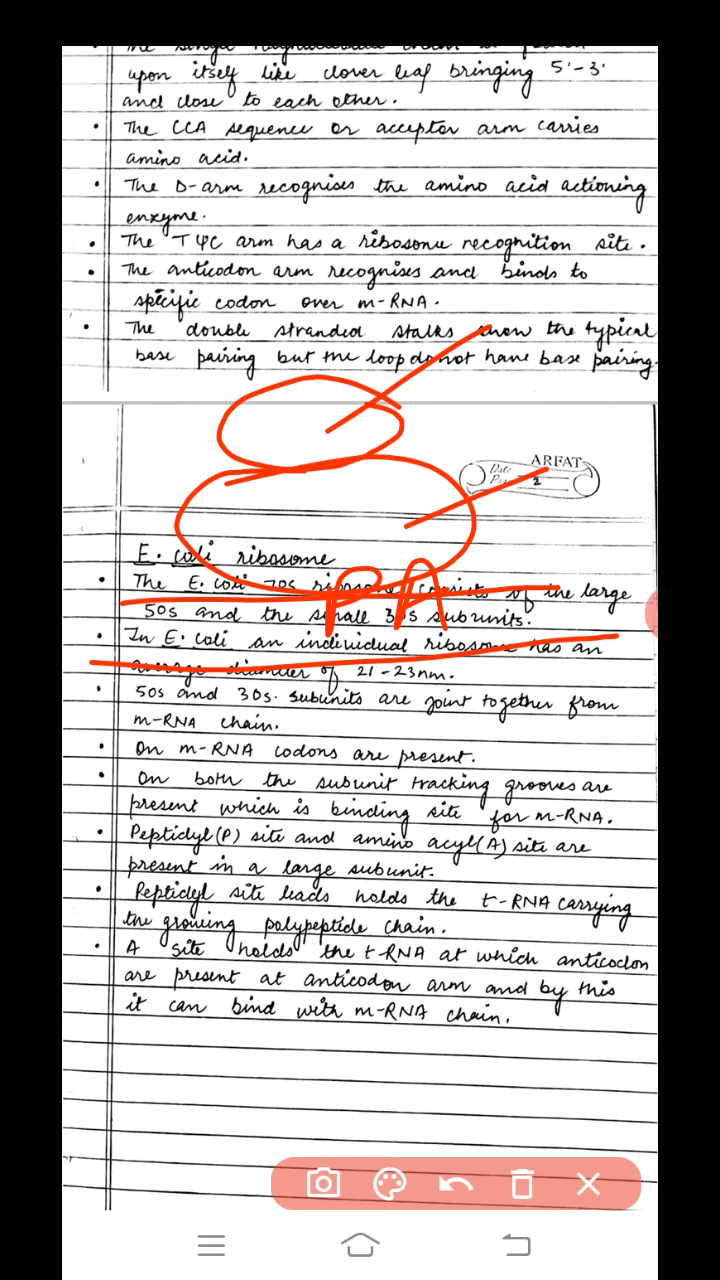 upon itself like clover leaf bringing 5'-3'
and close to each other.
• The CCA sequence or acceptor arm carries
amino acid.
• The D-arm recognises the amino acid actioning
enzyme.
• The TψC arm has a ribosome recognition site.
• The anticodon arm recognises and binds to
specific codon over m-RNA.
• The double stranded stalks show the typical
base pairing but the loop do not have base pairing.
ARFAT
Date
2
E. coli ribosome
• The E. coli 70s ribosome consists of the large
50s and the small 30s subunits.
P A
• In E. coli an individual ribosome has an
average diameter of 21-23nm.
• 50s and 30s. subunits are joint together from
m-RNA chain.
• On m-RNA codons are present.
• On both the subunit tracking grooves are
present which is binding site for m-RNA.
• Peptidyl(P) site and amino acyl(A) site are
present in a large subunit.
• Peptidyl site leads holds the t-RNA carrying
the growing polypeptide chain.
• A site holds the t-RNA at which anticodon
are present at anticodon arm and by this
it can bind with m-RNA chain.